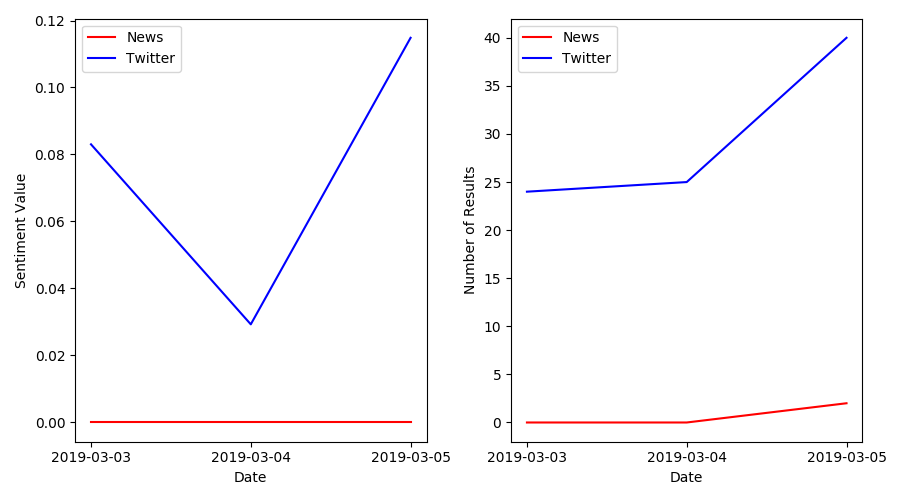 0.12
0.10
0.08
0.06
0.04
0.02
0.00
Sentiment Value
News
Twitter
2019-03-03 2019-03-04 2019-03-05
Date
40
35
30
25
20
15
10
5
0
Number of Results
News
Twitter
2019-03-03 2019-03-04 2019-03-05
Date